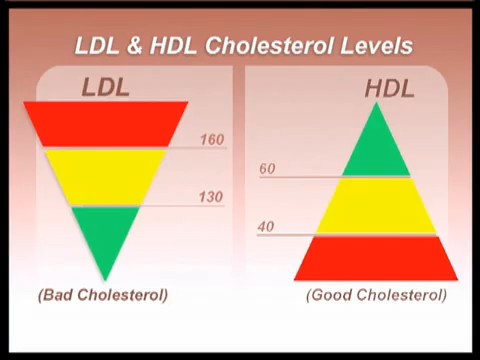 LDL & HDL Cholesterol Levels
LDL
160
130
(Bad Cholesterol)
HDL
60
40
(Good Cholesterol)